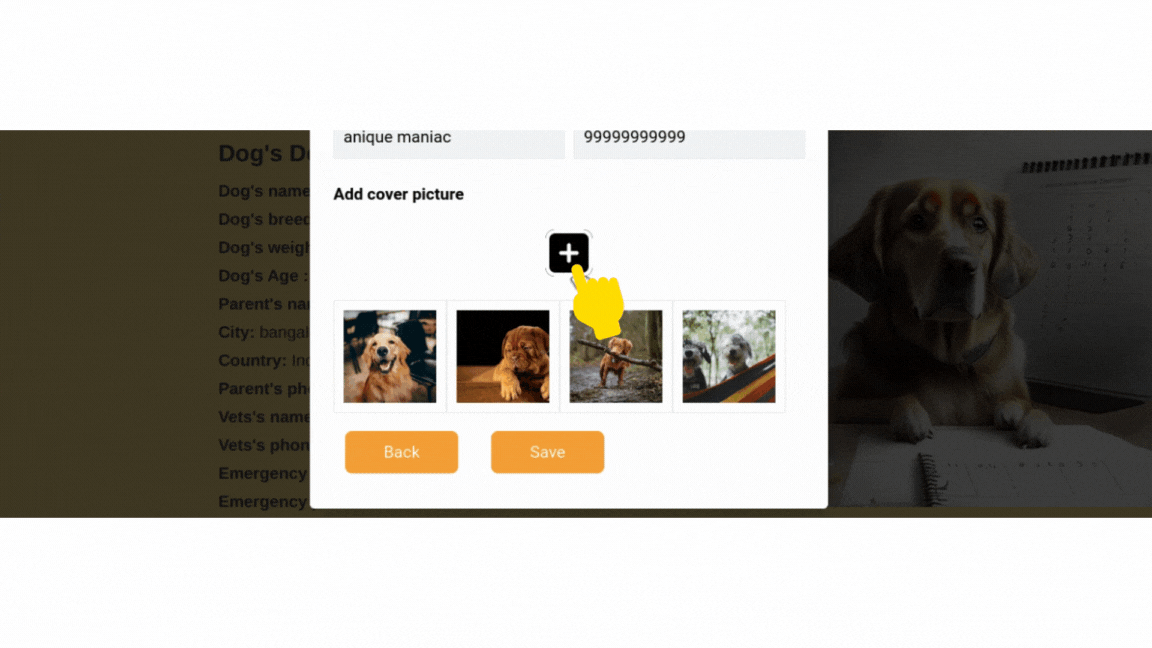 anique maniac
99999999999
Dog's
Dog's name
Add cover picture
Dog's breed
Dog's weigh
Dog's Age :
Parent's na
City: bangal
Country: In
Parent's ph
Vets's name
Vets's phon
Emergency
Emergency
Back
Save